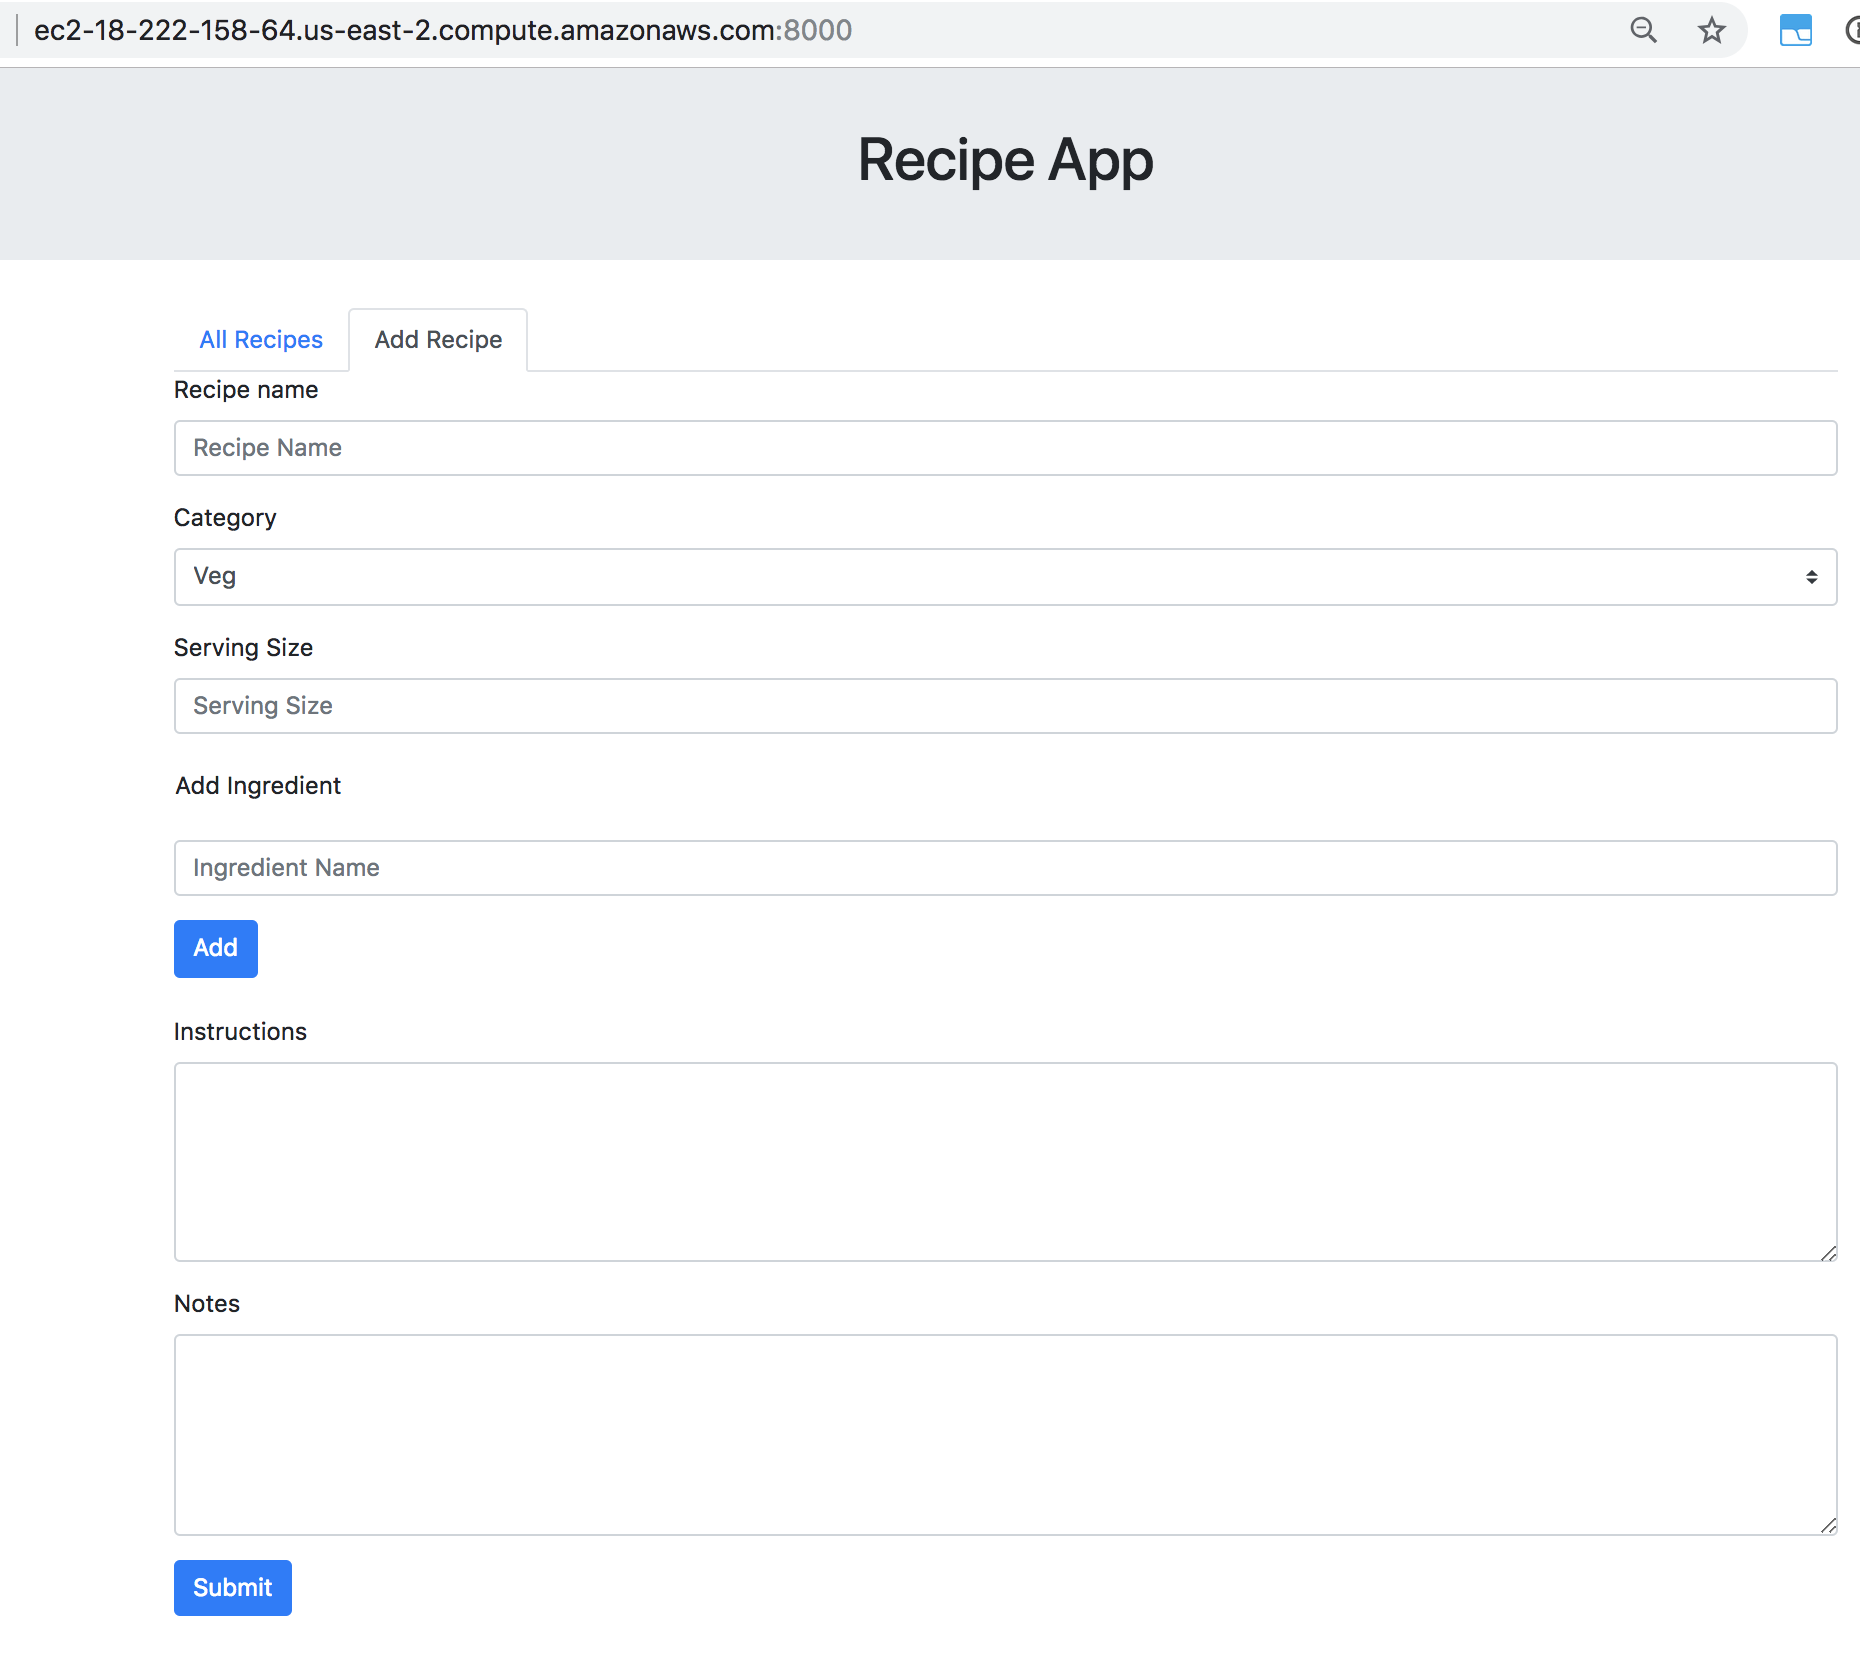 ec2-18-222-158-64.us-east-2.compute.amazonaws.com:8000
Recipe App
All Recipes Add Recipe
Recipe name
Recipe Name
Category
Veg
Serving Size
Serving Size
Add Ingredient
Ingredient Name
Add
Instructions
Notes
Submit